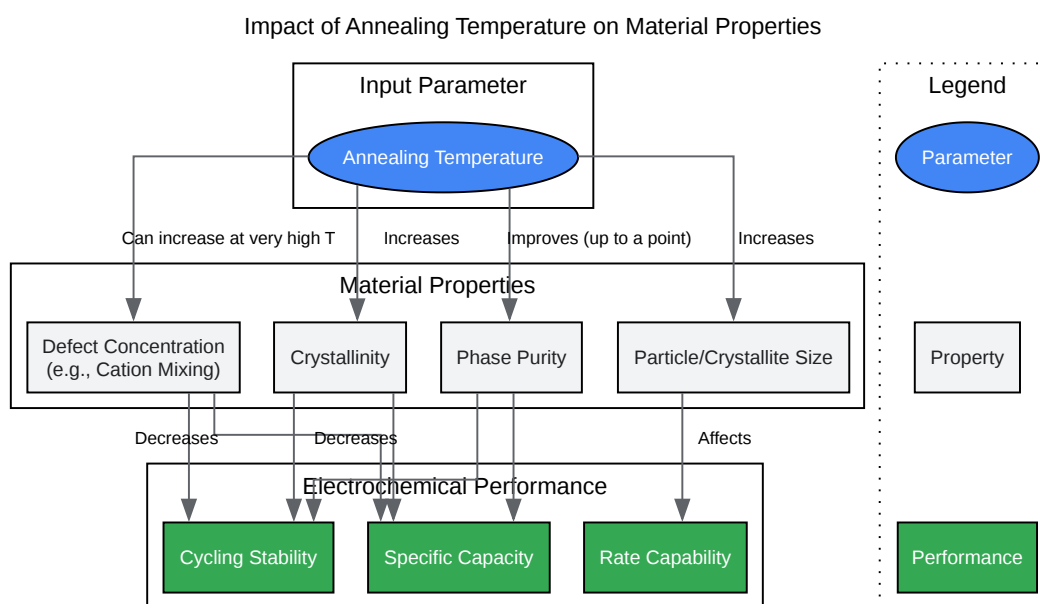 Impact of Annealing Temperature on Material Properties
Input Parameter
Legend
Annealing Temperature
Parameter
Can increase at very high T
Increases
Improves (up to a point)
Increases
Material Properties
Defect Concentration
(e.g., Cation Mixing)
Crystallinity
Phase Purity
Particle/Crystallite Size
Property
Decreases
Decreases
Affects
Electrochemical Performance
Cycling Stability
Specific Capacity
Rate Capability
Performance